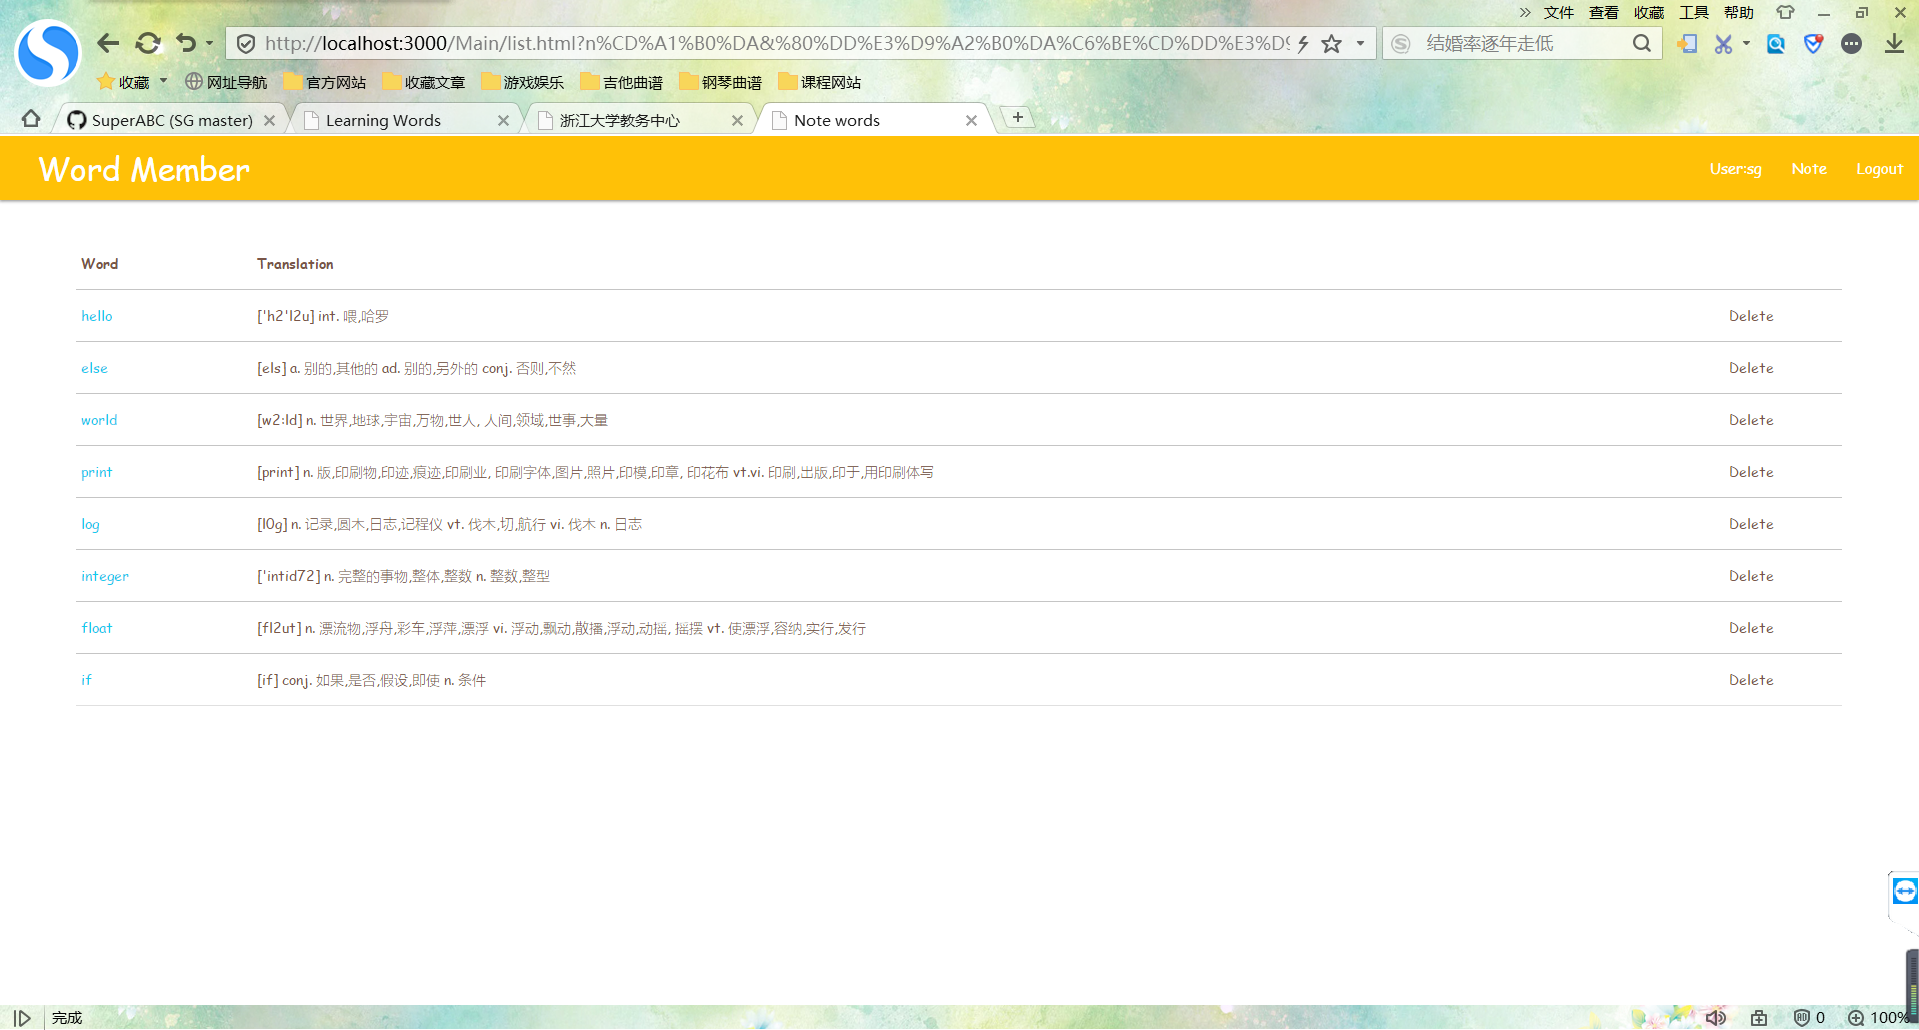 文件 查看 收藏 工具 帮助
http://localhost:3000/Main/list.html?n%CD%A1%B0%DA&%80%DD%E3%D9%A2%B0%DA%C6%BE%CD%DD%E3%D9 结婚率逐年走低
收藏 网址导航 官方网站 收藏文章 游戏娱乐 吉他曲谱 钢琴曲谱 课程网站
SuperABC (SG master) Learning Words 浙江大学教务中心 Note words
Word Member User:sg Note Logout
Word Translation
hello ['h2'l2u] int. 喂,哈罗 Delete
else [els] a. 别的,其他的 ad. 别的,另外的 conj. 否则,不然 Delete
world [w2:ld] n. 世界,地球,宇宙,万物,世人, 人间,领域,世事,大量 Delete
print [print] n. 版,印刷物,印迹,痕迹,印刷业, 印刷字体,图片,照片,印模,印章, 印花布 vt.vi. 印刷,出版,印于,用印刷体写 Delete
log [l0g] n. 记录,圆木,日志,记程仪 vt. 伐木,切,航行 vi. 伐木 n. 日志 Delete
integer ['intid72] n. 完整的事物,整体,整数 n. 整数,整型 Delete
float [fl2ut] n. 漂流物,浮舟,彩车,浮萍,漂浮 vi. 浮动,飘动,散播,浮动,动摇, 摇摆 vt. 使漂浮,容纳,实行,发行 Delete
if [if] conj. 如果,是否,假设,即使 n. 条件 Delete
完成 0 100%